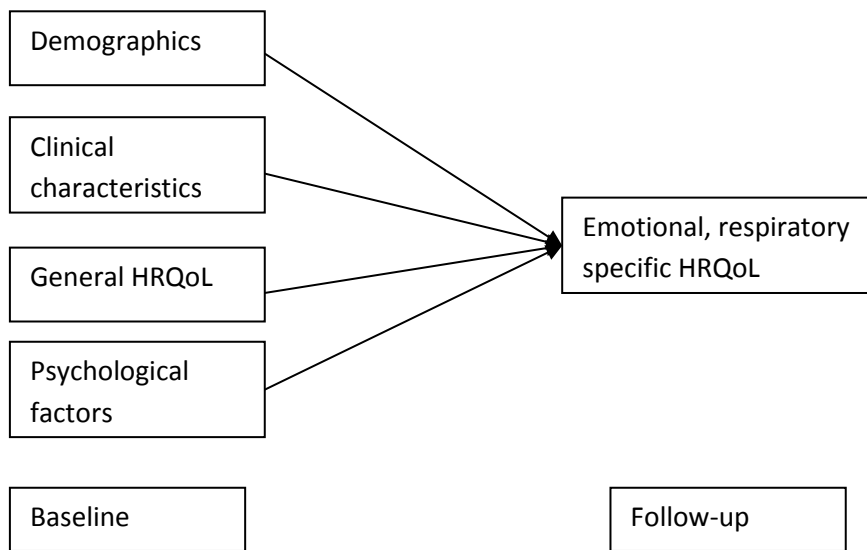 Demographics
Clinical
characteristics
General HRQoL
Psychological
factors
Emotional, respiratory
specific HRQoL
Baseline
Follow-up